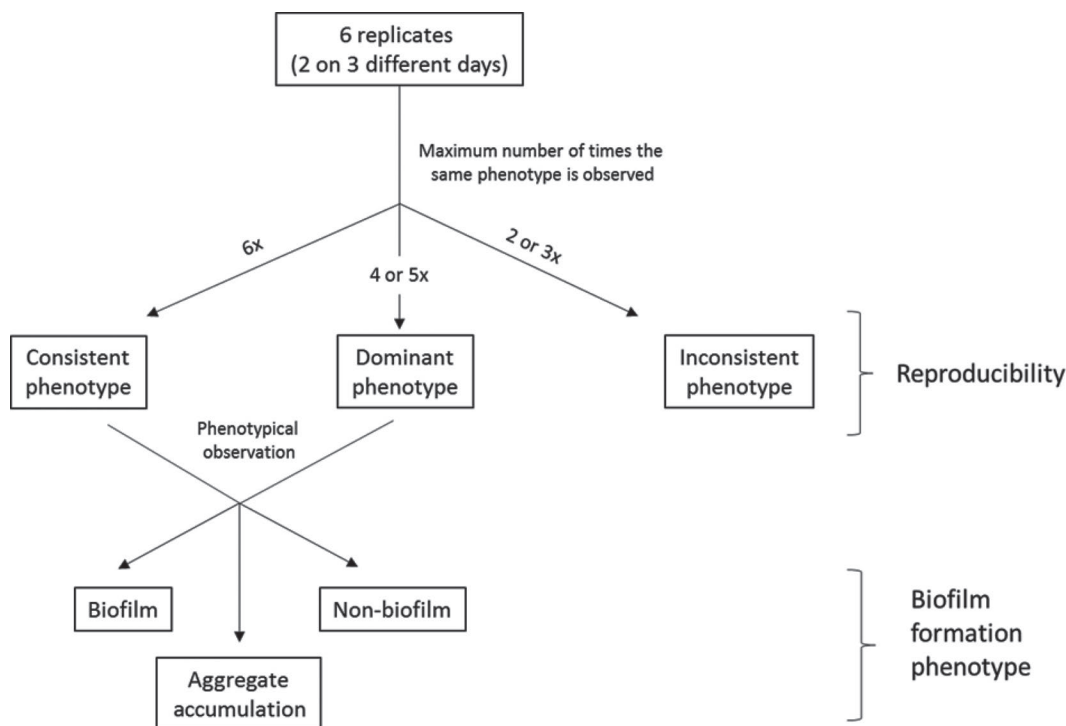 6 replicates
(2 on 3 different days)
Maximum number of times the
same phenotype is observed
6x
4 or 5x
2 or 3x
Consistent
phenotype
Dominant
phenotype
Inconsistent
phenotype
Reproducibility
Phenotypical
observation
Biofilm
Non-biofilm
Aggregate
accumulation
Biofilm
formation
phenotype